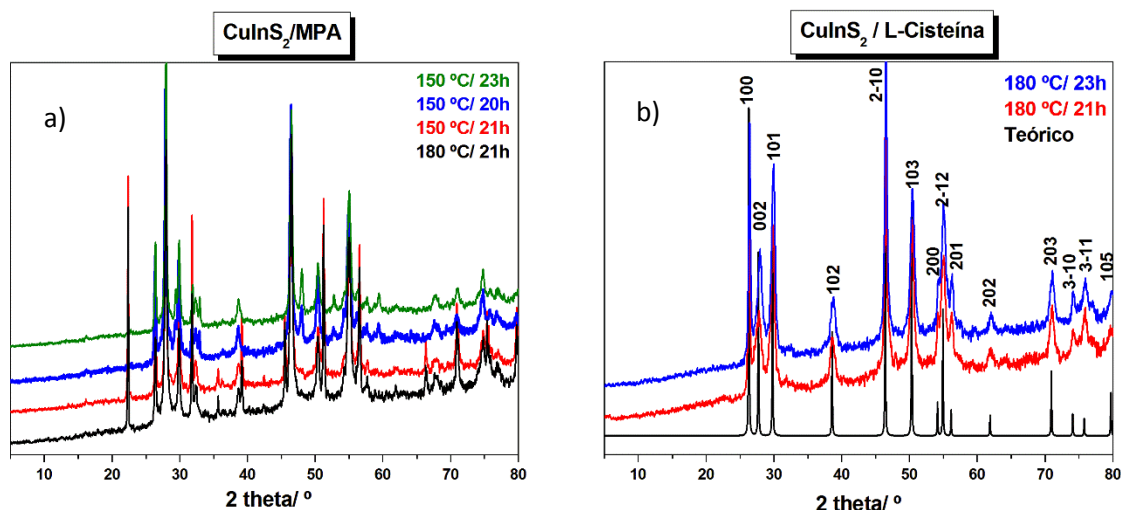 CuInS2/MPA
a)
150 ºC/ 23h
150 ºC/ 20h
150 ºC/ 21h
180 ºC/ 21h
10 20 30 40 50 60 70 80
2 theta/ º
CuInS2 / L-Cisteína
b)
180 ºC/ 23h
180 ºC/ 21h
Teórico
100
002
101
102
2-10
103
200
2-12
201
202
203
3-10
3-11
105
10 20 30 40 50 60 70 80
2 theta/ º